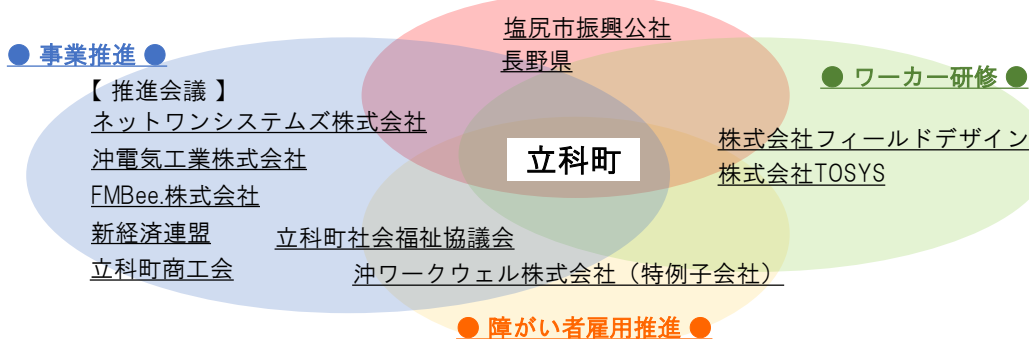 塩尻市振興公社
長野県
● 事業推進 ●
【 推進会議 】
ネットワンシステムズ株式会社
沖電気工業株式会社
FMBee.株式会社
新経済連盟
立科町商工会
立科町社会福祉協議会
沖ワークウェル株式会社（特例子会社）
立科町
● ワーカー研修 ●
株式会社フィールドデザイン
株式会社TOSYS
● 障がい者雇用推進 ●